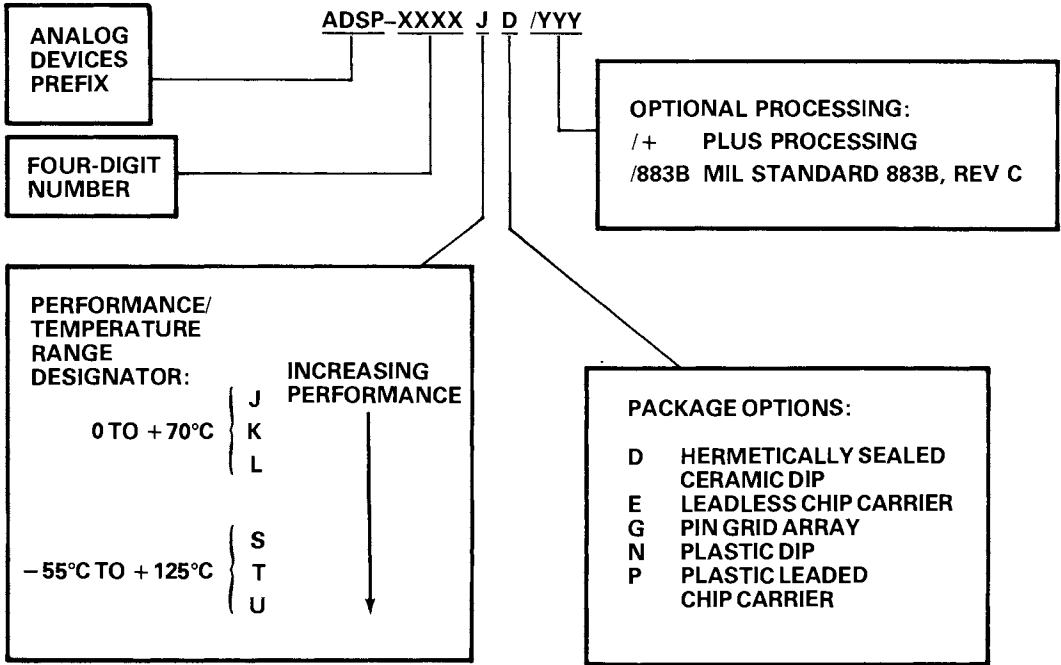 ADSP-XXXX J D /YYY
ANALOG
DEVICES
PREFIX
FOUR-DIGIT
NUMBER
OPTIONAL PROCESSING:
/+ PLUS PROCESSING
/883B MIL STANDARD 883B, REV C
PERFORMANCE/
TEMPERATURE
RANGE
DESIGNATOR:
INCREASING
PERFORMANCE
J
0 TO +70°C K
L
S
−55°C TO +125°C T
U
PACKAGE OPTIONS:
D HERMETICALLY SEALED
CERAMIC DIP
E LEADLESS CHIP CARRIER
G PIN GRID ARRAY
N PLASTIC DIP
P PLASTIC LEADED
CHIP CARRIER